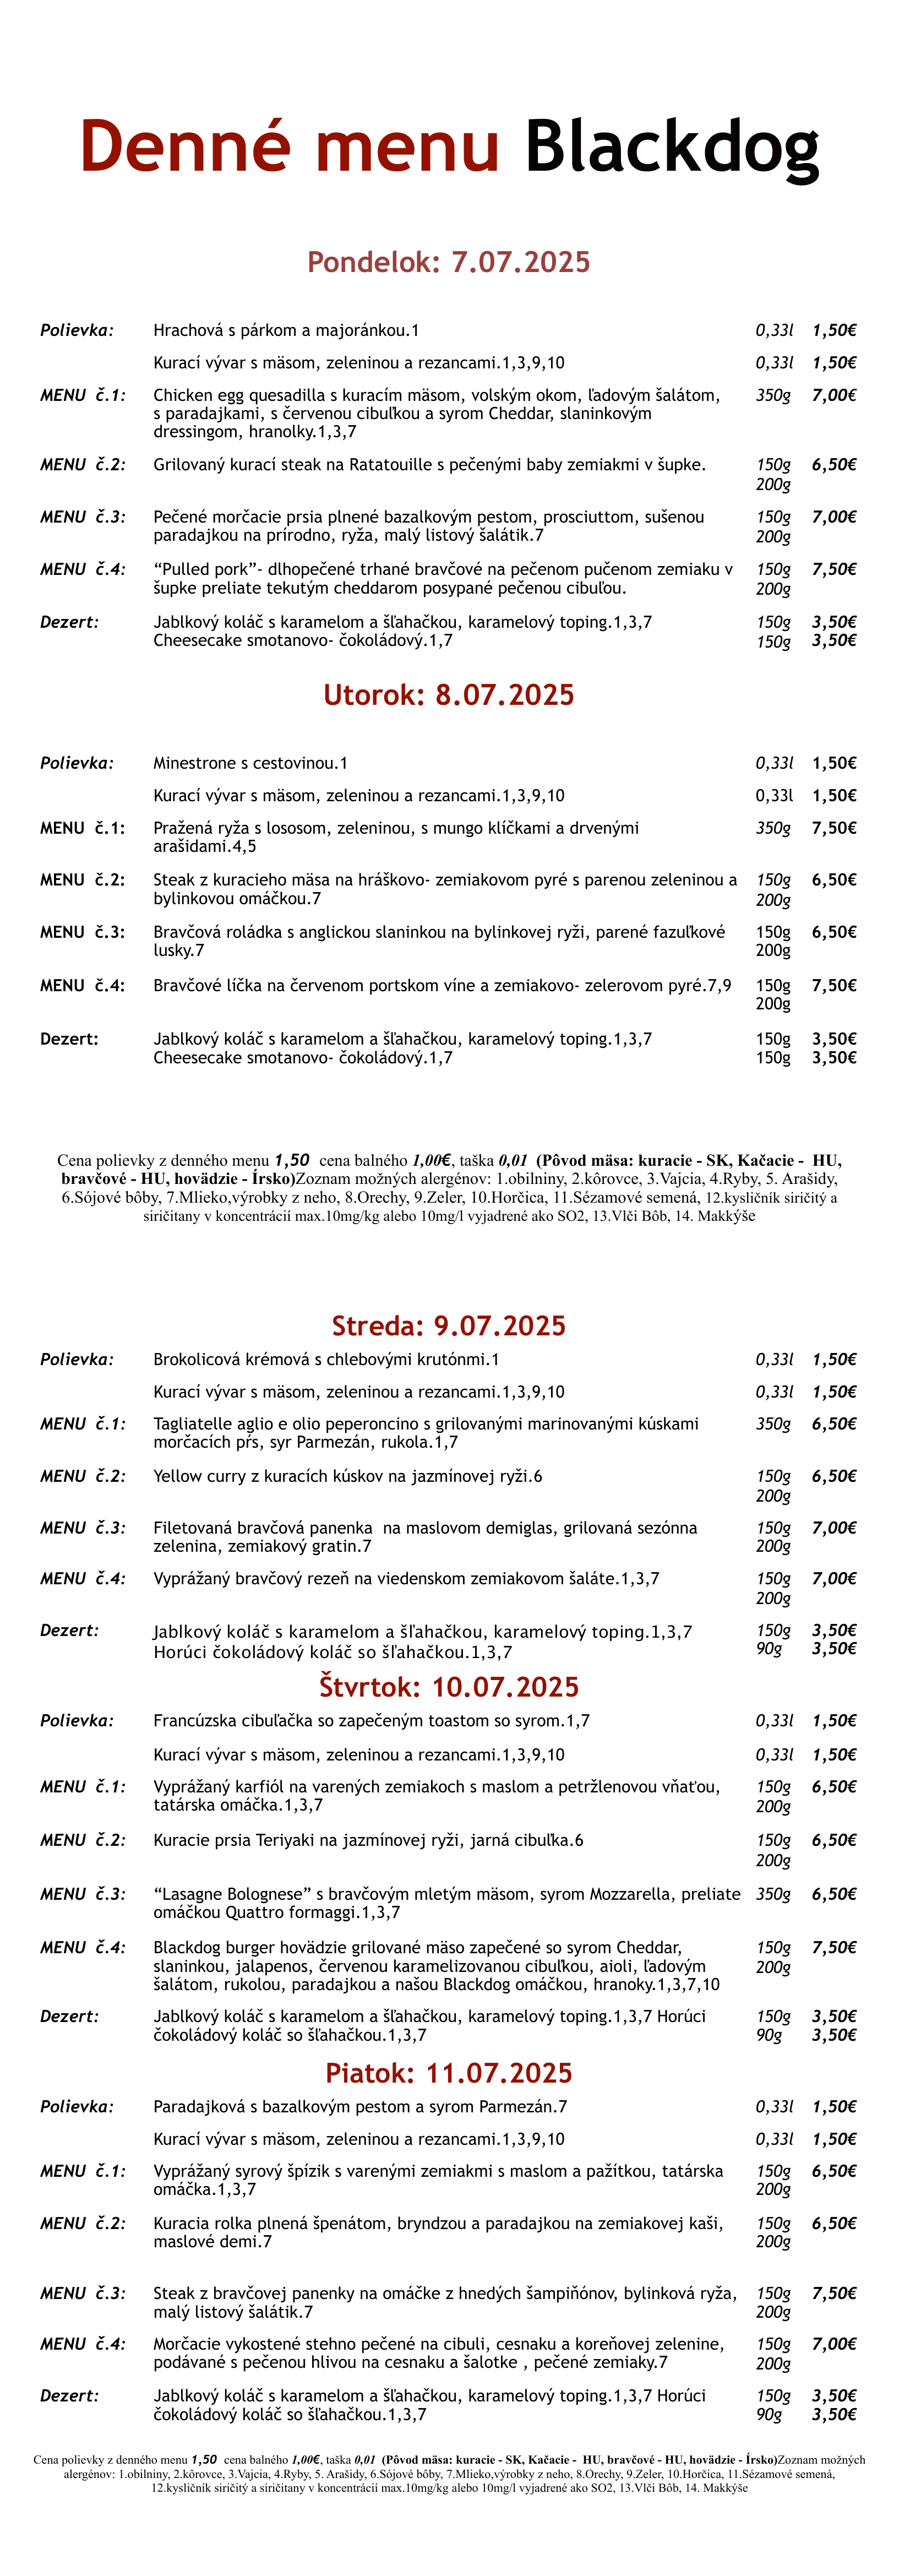 Denné menu Blackdog
Pondelok: 7.07.2025
Polievka: Hrachová s párkom a majoránkou.1 0,33l 1,50€
Kurací vývar s mäsom, zeleninou a rezancami.1,3,9,10 0,33l 1,50€
MENU č.1: Chicken egg quesadilla s kuracím mäsom, volským okom, ľadovým šalátom, 350g 7,00€
s paradajkami, s červenou cibuľkou a syrom Cheddar, slaninkovým
dressingom, hranolky.1,3,7
MENU č.2: Grilovaný kurací steak na Ratatouille s pečenými baby zemiakmi v šupke. 150g 6,50€
200g
MENU č.3: Pečené morčacie prsia plnené bazalkovým pestom, prosciuttom, sušenou 150g 7,00€
paradajkou na prírodno, ryža, malý listový šalátik.7 200g
MENU č.4: “Pulled pork”- dlhopečené trhané bravčové na pečenom pučenom zemiaku v 150g 7,50€
šupke preliate tekutým cheddarom posypané pečenou cibuľou. 200g
Dezert: Jablkový koláč s karamelom a šľahačkou, karamelový toping.1,3,7 150g 3,50€
Cheesecake smotanovo- čokoládový.1,7 150g 3,50€
Utorok: 8.07.2025
Polievka: Minestrone s cestovinou.1 0,33l 1,50€
Kurací vývar s mäsom, zeleninou a rezancami.1,3,9,10 0,33l 1,50€
MENU č.1: Pražená ryža s lososom, zeleninou, s mungo klíčkami a drvenými 350g 7,50€
arašidami.4,5
MENU č.2: Steak z kuracieho mäsa na hráškovo- zemiakovom pyré s parenou zeleninou a 150g 6,50€
bylinkovou omáčkou.7 200g
MENU č.3: Bravčová roládka s anglickou slaninkou na bylinkovej ryži, parené fazuľkové 150g 6,50€
lusky.7 200g
MENU č.4: Bravčové líčka na červenom portskom víne a zemiakovo- zelerovom pyré.7,9 150g 7,50€
200g
Dezert: Jablkový koláč s karamelom a šľahačkou, karamelový toping.1,3,7 150g 3,50€
Cheesecake smotanovo- čokoládový.1,7 150g 3,50€
Cena polievky z denného menu 1,50 cena balného 1,00€, taška 0,01 (Pôvod mäsa: kuracie - SK, Kačacie - HU,
bravčové - HU, hovädzie - Írsko)Zoznam možných alergénov: 1.obilniny, 2.kôrovce, 3.Vajcia, 4.Ryby, 5. Arašidy,
6.Sójové bôby, 7.Mlieko,výrobky z neho, 8.Orechy, 9.Zeler, 10.Horčica, 11.Sézamové semená, 12.kysličník siričitý a
siričitany v koncentrácií max.10mg/kg alebo 10mg/l vyjadrené ako SO2, 13.Vlči Bôb, 14. Makkýše
Streda: 9.07.2025
Polievka: Brokolicová krémová s chlebovými krutónmi.1 0,33l 1,50€
Kurací vývar s mäsom, zeleninou a rezancami.1,3,9,10 0,33l 1,50€
MENU č.1: Tagliatelle aglio e olio peperoncino s grilovanými marinovanými kúskami 350g 6,50€
morčacích pŕs, syr Parmezán, rukola.1,7
MENU č.2: Yellow curry z kuracích kúskov na jazmínovej ryži.6 150g 6,50€
200g
MENU č.3: Filetovaná bravčová panenka na maslovom demiglas, grilovaná sezónna 150g 7,00€
zelenina, zemiakový gratin.7 200g
MENU č.4: Vyprážaný bravčový rezeň na viedenskom zemiakovom šaláte.1,3,7 150g 7,00€
200g
Dezert: Jablkový koláč s karamelom a šľahačkou, karamelový toping.1,3,7 150g 3,50€
Horúci čokoládový koláč so šľahačkou.1,3,7 90g 3,50€
Štvrtok: 10.07.2025
Polievka: Francúzska cibuľačka so zapečeným toastom so syrom.1,7 0,33l 1,50€
Kurací vývar s mäsom, zeleninou a rezancami.1,3,9,10 0,33l 1,50€
MENU č.1: Vyprážaný karfiól na varených zemiakoch s maslom a petržlenovou vňaťou, 150g 6,50€
tatárska omáčka.1,3,7 200g
MENU č.2: Kuracie prsia Teriyaki na jazmínovej ryži, jarná cibuľka.6 150g 6,50€
200g
MENU č.3: “Lasagne Bolognese” s bravčovým mletým mäsom, syrom Mozzarella, preliate 350g 6,50€
omáčkou Quattro formaggi.1,3,7
MENU č.4: Blackdog burger hovädzie grilované mäso zapečené so syrom Cheddar, 150g 7,50€
slaninkou, jalapenos, červenou karamelizovanou cibuľkou, aioli, ľadovým 200g
šalátom, rukolou, paradajkou a našou Blackdog omáčkou, hranoky.1,3,7,10
Dezert: Jablkový koláč s karamelom a šľahačkou, karamelový toping.1,3,7 Horúci 150g 3,50€
čokoládový koláč so šľahačkou.1,3,7 90g 3,50€
Piatok: 11.07.2025
Polievka: Paradajková s bazalkovým pestom a syrom Parmezán.7 0,33l 1,50€
Kurací vývar s mäsom, zeleninou a rezancami.1,3,9,10 0,33l 1,50€
MENU č.1: Vyprážaný syrový špízik s varenými zemiakmi s maslom a pažítkou, tatárska 150g 6,50€
omáčka.1,3,7 200g
MENU č.2: Kuracia rolka plnená špenátom, bryndzou a paradajkou na zemiakovej kaši, 150g 6,50€
maslové demi.7 200g
MENU č.3: Steak z bravčovej panenky na omáčke z hnedých šampiňónov, bylinková ryža, 150g 7,50€
malý listový šalátik.7 200g
MENU č.4: Morčacie vykostené stehno pečené na cibuli, cesnaku a koreňovej zelenine, 150g 7,00€
podávané s pečenou hlivou na cesnaku a šalotke , pečené zemiaky.7 200g
Dezert: Jablkový koláč s karamelom a šľahačkou, karamelový toping.1,3,7 Horúci 150g 3,50€
čokoládový koláč so šľahačkou.1,3,7 90g 3,50€
Cena polievky z denného menu 1,50 cena balného 1,00€, taška 0,01 (Pôvod mäsa: kuracie - SK, Kačacie - HU, bravčové - HU, hovädzie - Írsko)Zoznam možných
alergénov: 1.obilniny, 2.kôrovce, 3.Vajcia, 4.Ryby, 5. Arašidy, 6.Sójové bôby, 7.Mlieko,výrobky z neho, 8.Orechy, 9.Zeler, 10.Horčica, 11.Sézamové semená,
12.kysličník siričitý a siričitany v koncentrácií max.10mg/kg alebo 10mg/l vyjadrené ako SO2, 13.Vlči Bôb, 14. Makkýše